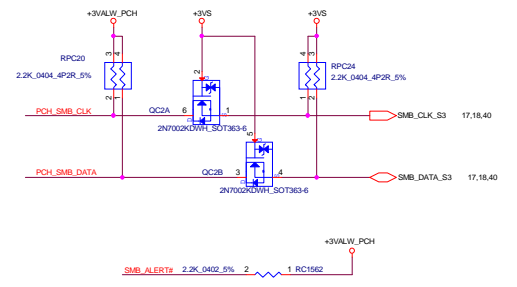 +3VALW_PCH
+3VS
+3VS
RPC20
2.2K_0404_4P2R_5%
3
4
2
1
2
3
4
2
1
RPC24
2.2K_0404_4P2R_5%
PCH_SMB_CLK
QC2A
6
1
SMB_CLK_S3
17,18,40
2N7002KDWH_SOT363-6
5
PCH_SMB_DATA
QC2B
3
4
SMB_DATA_S3
17,18,40
2N7002KDWH_SOT363-6
+3VALW_PCH
SMB_ALERT#
2.2K_0402_5%
2
1
RC1562